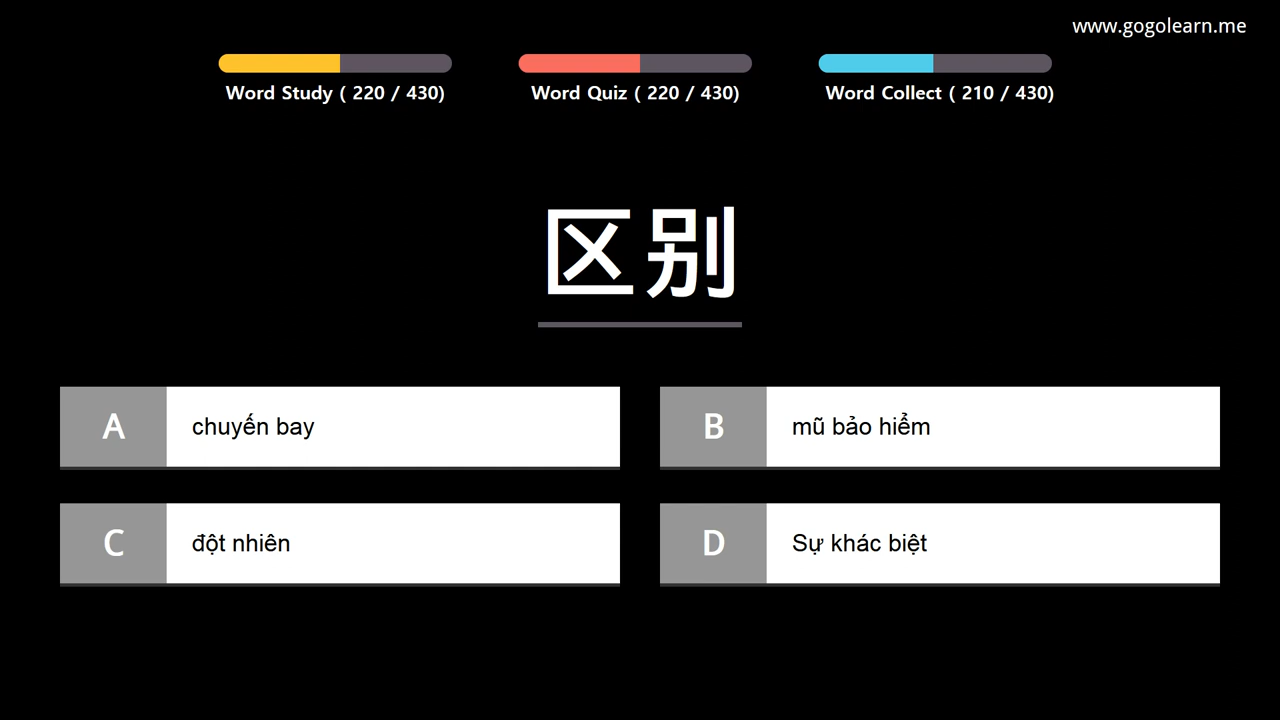 www.gogolearn.me
Word Study ( 220 / 430)
Word Quiz ( 220 / 430)
Word Collect ( 210 / 430)
区别
A chuyến bay
B mũ bảo hiểm
C đột nhiên
D Sự khác biệt